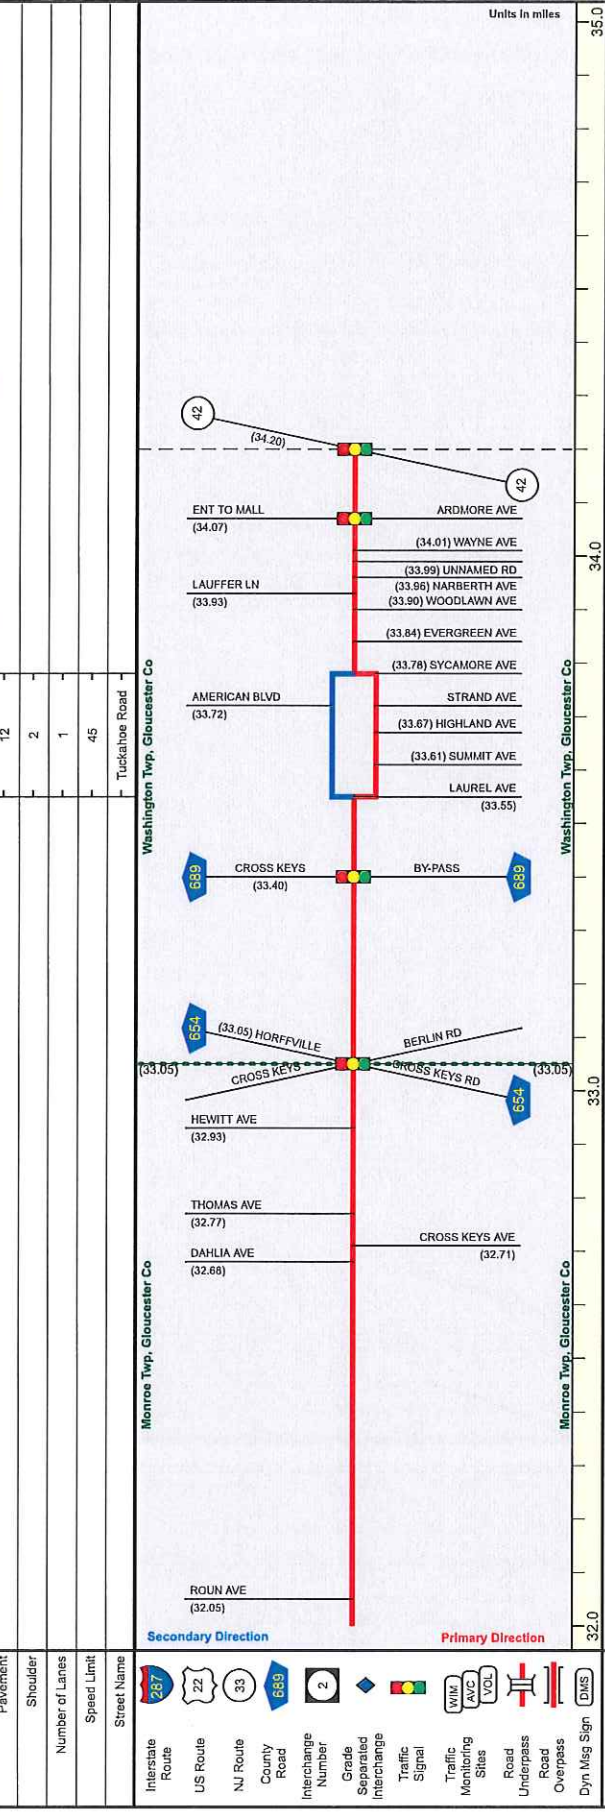 Units in miles
35.0
42
(34.20)
42
ENT TO MALL
(34.07)
ARDMORE AVE
(34.01) WAYNE AVE
34.0
(33.99) UNNAMED RD
(33.96) NARBERTH AVE
LAUFFER LN
(33.93)
(33.90) WOODLAWN AVE
(33.84) EVERGREEN AVE
(33.78) SYCAMORE AVE
12
2
1
45
Tuckahoe Road
Washington Twp, Gloucester Co
Washington Twp, Gloucester Co
AMERICAN BLVD
(33.72)
STRAND AVE
(33.67) HIGHLAND AVE
(33.61) SUMMIT AVE
LAUREL AVE
(33.55)
689
CROSS KEYS
(33.40)
BY-PASS
689
654
(33.05) HORFFVILLE
BERLIN RD
(33.05)
CROSS KEYS
CROSS KEYS RD
(33.05)
654
33.0
HEWITT AVE
(32.93)
THOMAS AVE
(32.77)
CROSS KEYS AVE
(32.71)
DAHLIA AVE
(32.68)
Monroe Twp, Gloucester Co
Monroe Twp, Gloucester Co
ROUN AVE
(32.05)
Secondary Direction
Primary Direction
32.0
Pavement
Shoulder
Number of Lanes
Speed Limit
Street Name
287
Interstate Route
22
US Route
33
NJ Route
689
County Road
2
Interchange Number
Grade Separated Interchange
Traffic Signal
WIM
AVC
VOL
Traffic Monitoring Sites
Road Underpass
Road Overpass
DMS
Dyn Msg Sign